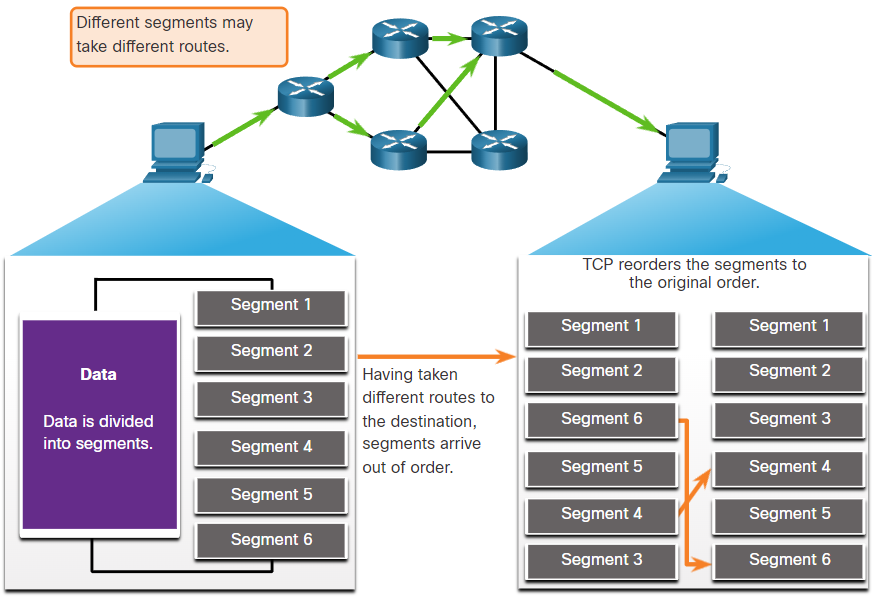 Different segments may
take different routes.
Data
Data is divided
into segments.
Segment 1
Segment 2
Segment 3
Segment 4
Segment 5
Segment 6
Having taken
different routes to
the destination,
segments arrive
out of order.
TCP reorders the segments to
the original order.
Segment 1
Segment 2
Segment 6
Segment 5
Segment 4
Segment 3
Segment 1
Segment 2
Segment 3
Segment 4
Segment 5
Segment 6